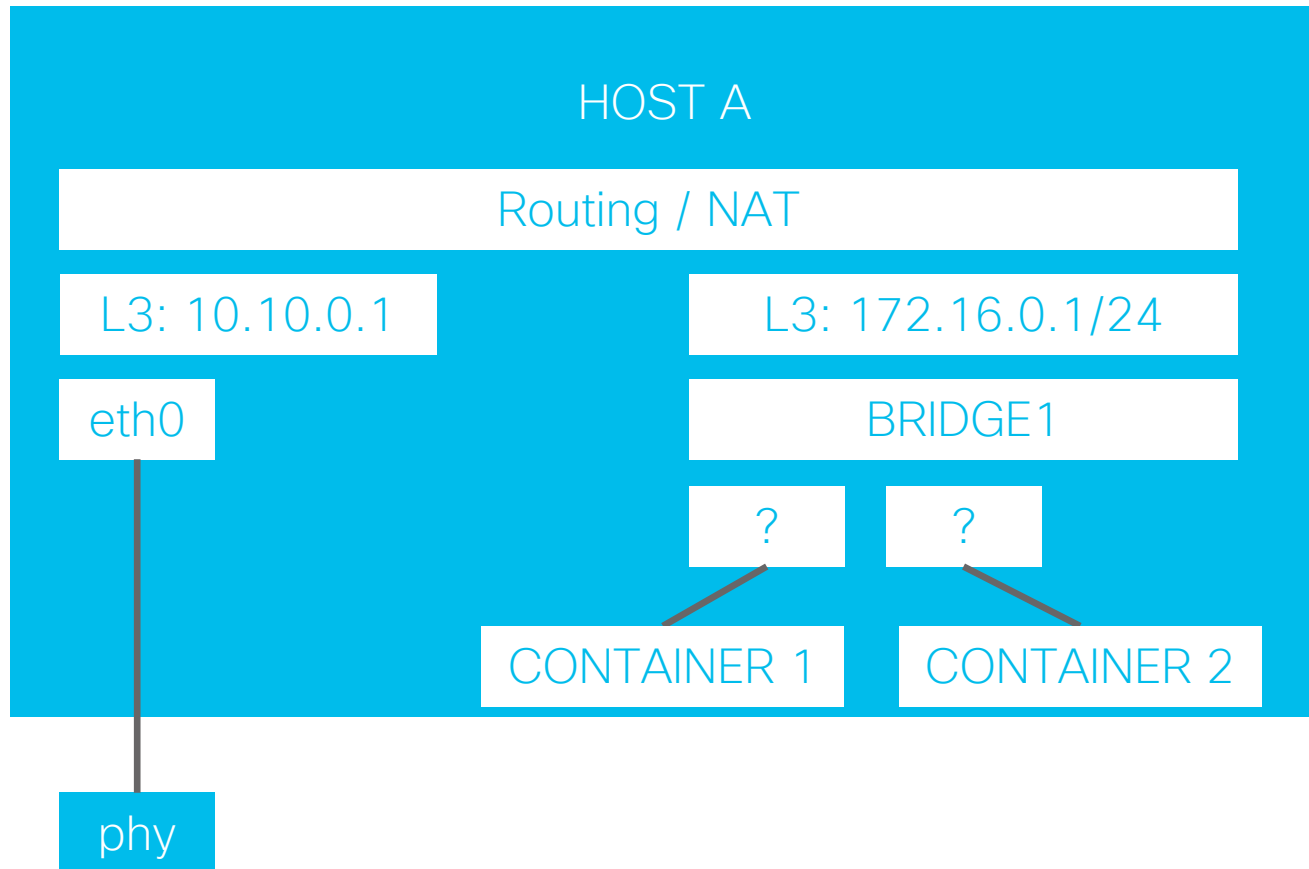 HOST A
Routing / NAT
L3: 10.10.0.1
L3: 172.16.0.1/24
eth0
BRIDGE1
?
?
CONTAINER 1
CONTAINER 2
phy